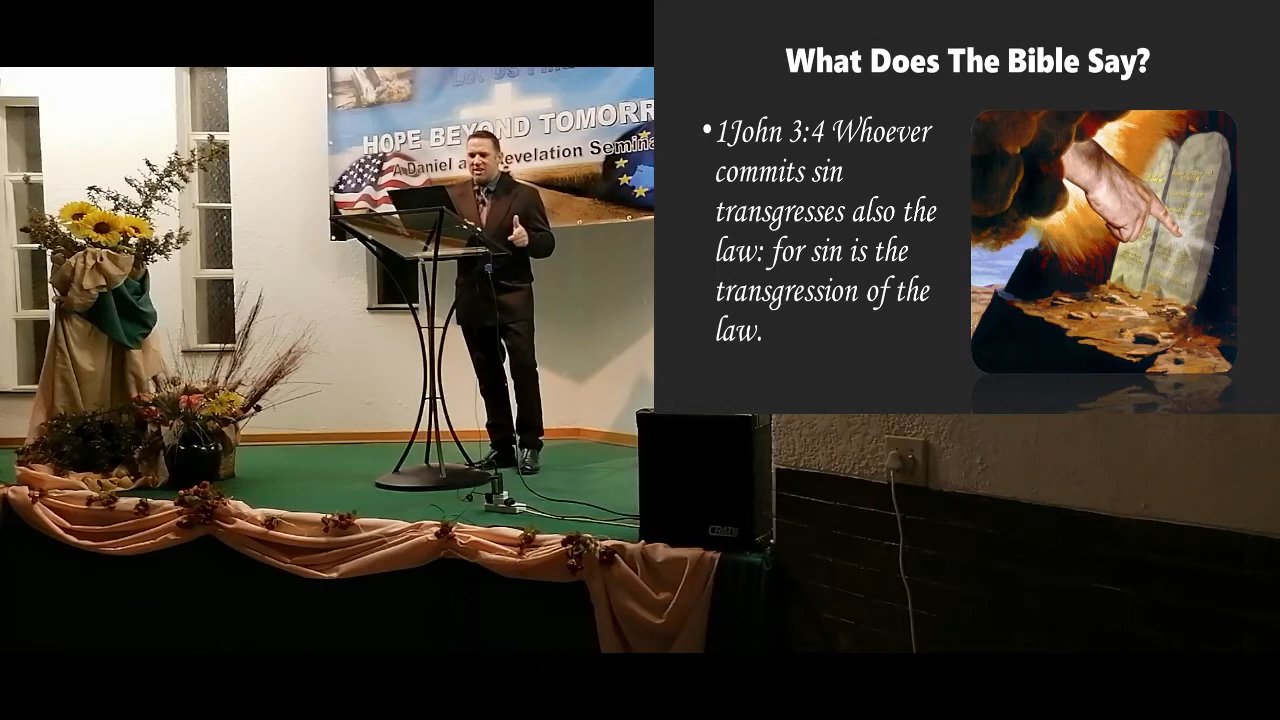 HOPE BEYOND TOMORR
A Daniel a evelation Semina
What Does The Bible Say?
•1John 3:4 Whoever
commits sin
transgresses also the
law: for sin is the
transgression of the
law.
CRATE